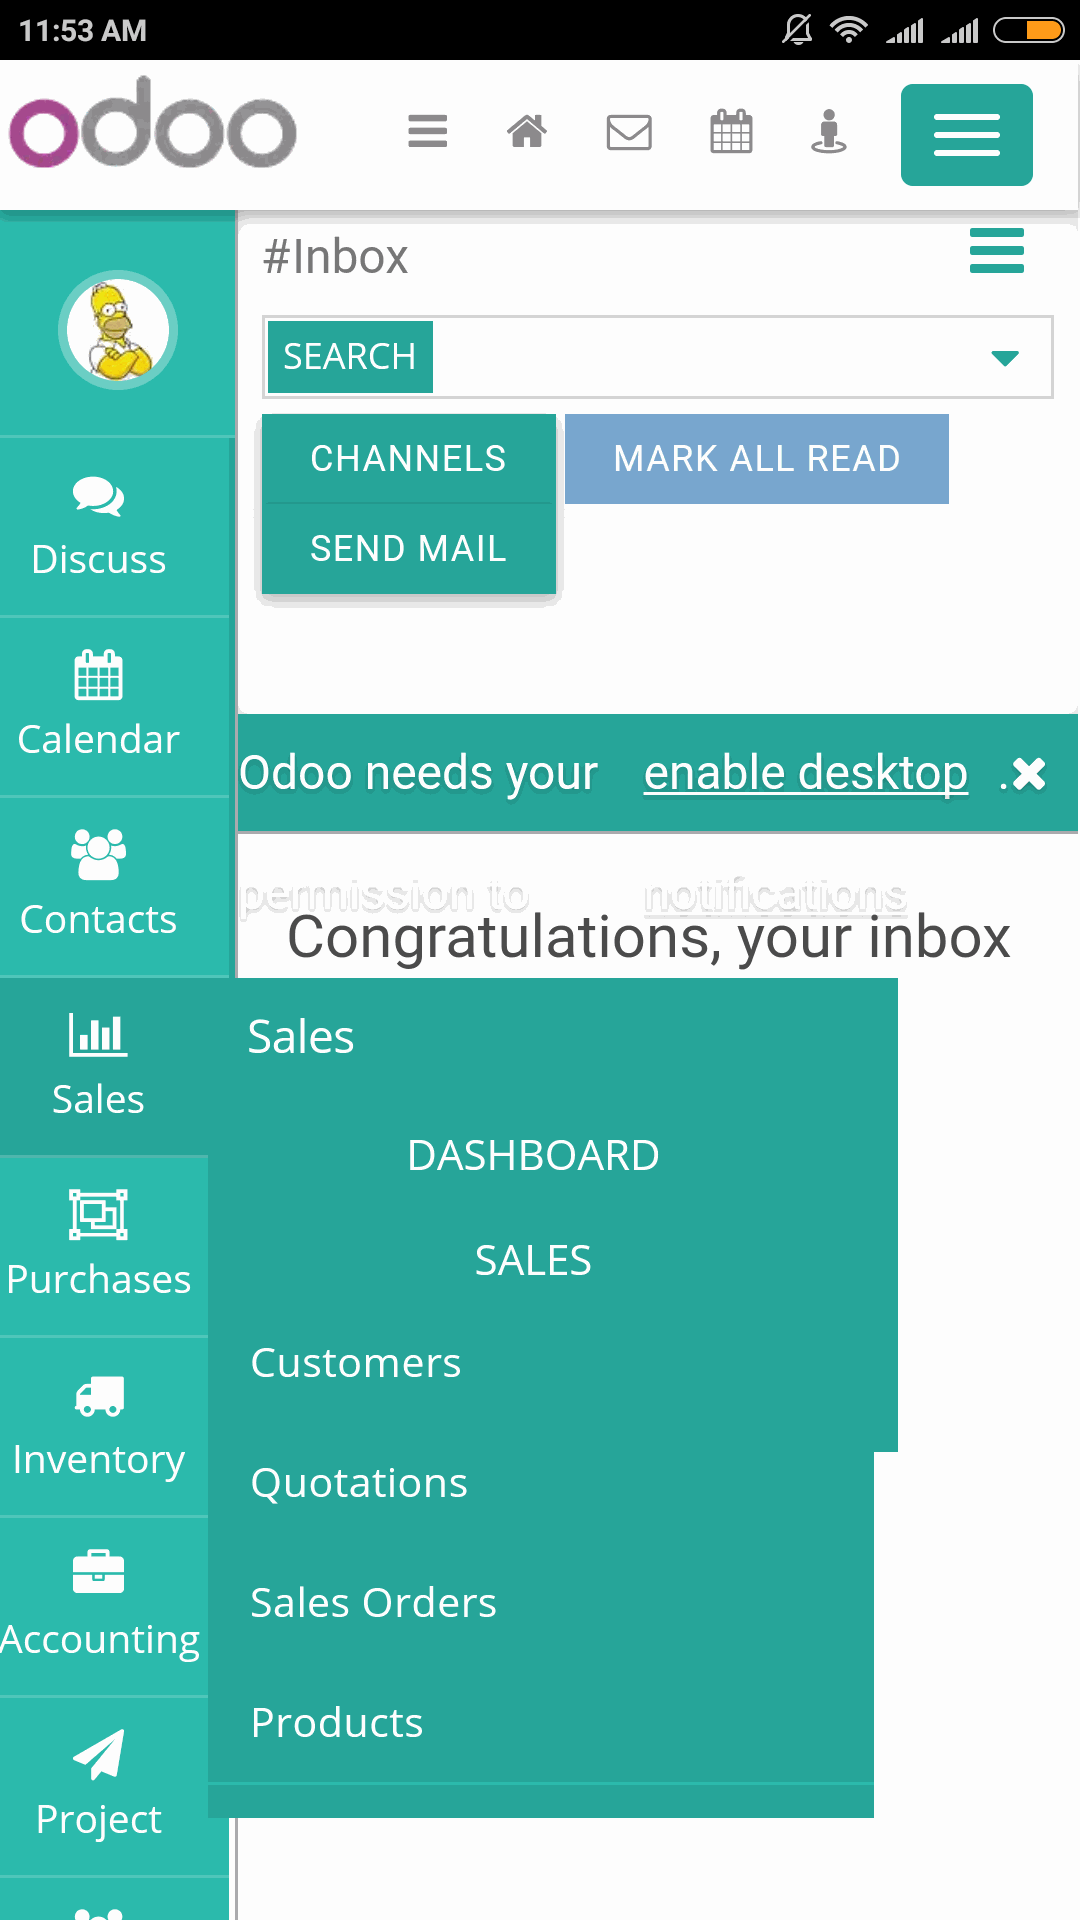 11:53 AM
odoo
#Inbox
SEARCH
CHANNELS
MARK ALL READ
SEND MAIL
Odoo needs your enable desktop .
permission to notifications
Congratulations, your inbox
Discuss
Calendar
Contacts
Sales
Purchases
Inventory
Accounting
Project
Sales
DASHBOARD
SALES
Customers
Quotations
Sales Orders
Products